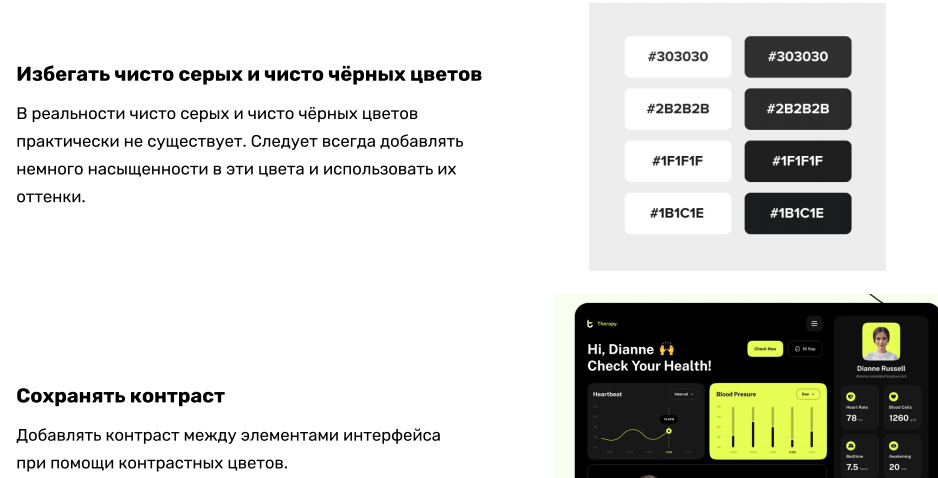 Избегать чисто серых и чисто чёрных цветов
В реальности чисто серых и чисто чёрных цветов
практически не существует. Следует всегда добавлять
немного насыщенности в эти цвета и использовать их
оттенки.
#303030 #303030
#2B2B2B #2B2B2B
#1F1F1F #1F1F1F
#1B1C1E #1B1C1E
Сохранять контраст
Добавлять контраст между элементами интерфейса
при помощи контрастных цветов.
Therapy.
Hi, Dianne
Check Your Health!
Check Now
16 Sep
Heartbeat
Interval
Blood Presure
Due
Dianne Russell
Heart Rate
78
Blood Cells
1260
Bedtime
7.5
Awakening
20